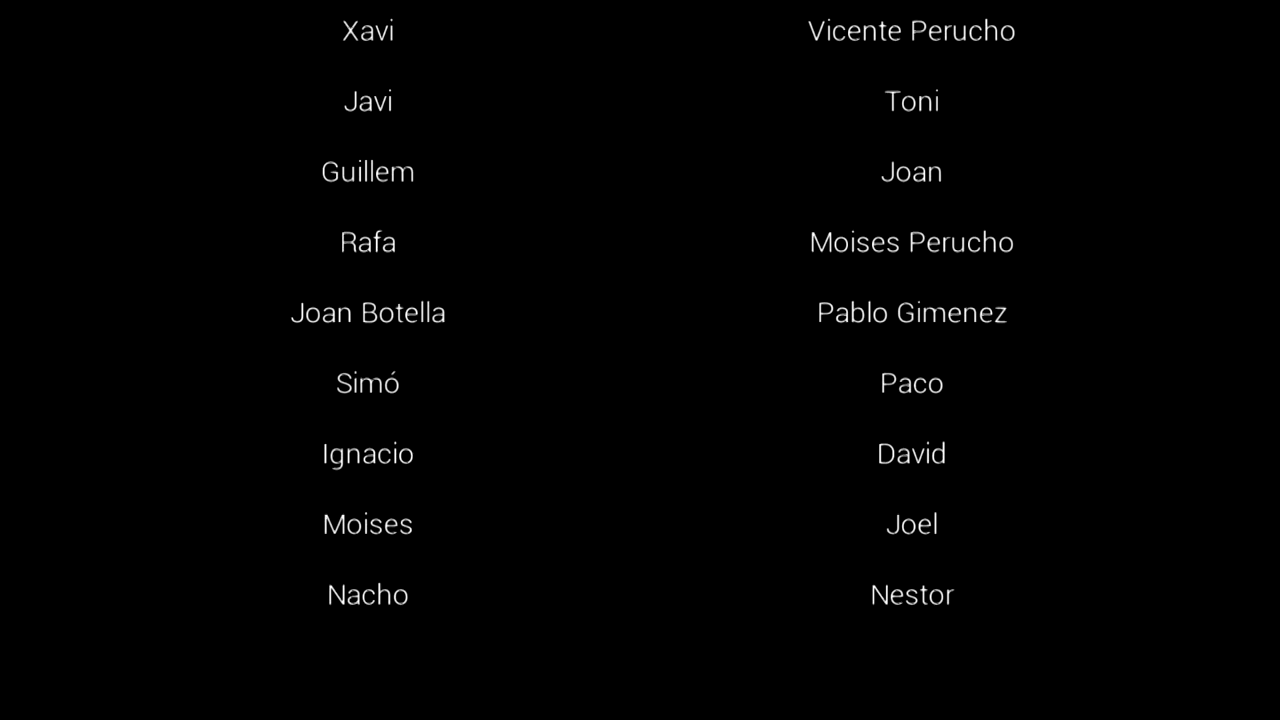 Xavi Vicente Perucho
Javi Toni
Guillem Joan
Rafa Moises Perucho
Joan Botella Pablo Gimenez
Simó Paco
Ignacio David
Moises Joel
Nacho Nestor